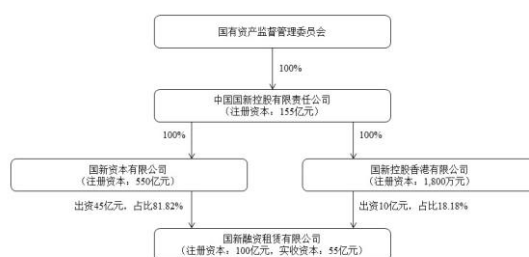 国有资产监督管理委员会
100%
中国国新控股有限责任公司
(注册资本：155亿元)
100%
100%
国新资本有限公司
(注册资本：550亿元)
国新控股香港有限公司
(注册资本：1,800万元)
出资45亿元，占比81.82%
出资10亿元，占比18.18%
国新融资租赁有限公司
(注册资本：100亿元，实收资本：55亿元)